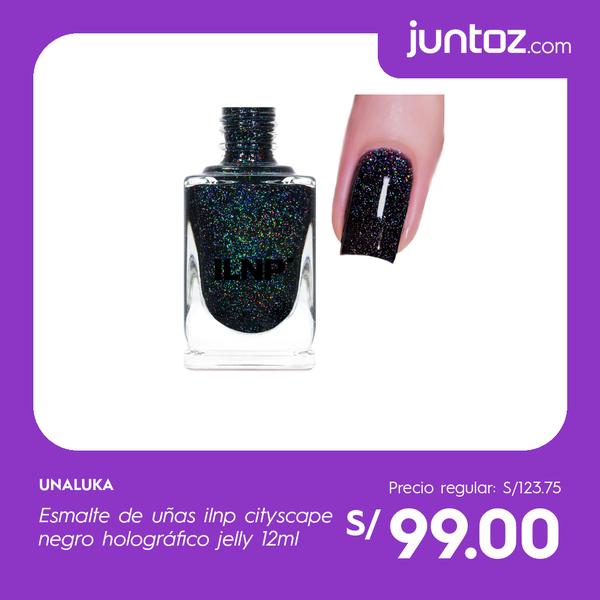 juntoz.com
ILNP
UNALUKA
Esmalte de uñas ilnp cityscape
negro holográfico jelly 12ml
Precio regular: S/123.75
S/99.00